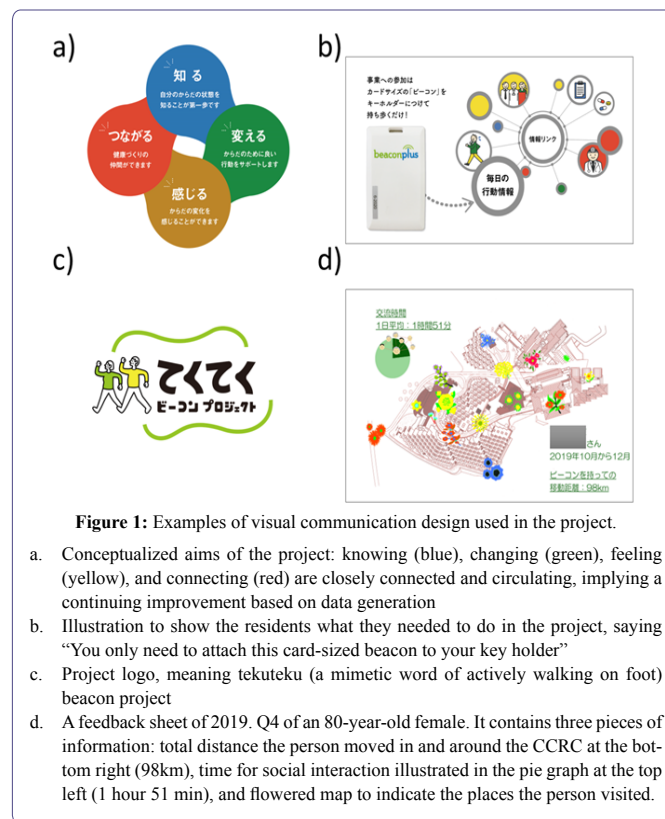 a)
知る
自分のからだの状態を
知ることが第一歩です
つながる
健康づくりの
仲間ができます
変える
からだのために良い
行動をサポートします
感じる
からだの変化を
感じることができます
b)
事業への参加は
カードサイズの「ビーコン」を
キーホルダーにつけて
持ち歩くだけ!
beaconplus
情報リンク
毎日の
行動情報
c)
てくてく
ビーコン プロジェクト
d)
交流時間
1日平均:1時間51分
さん
2019年10月から12月
ビーコンを持っての
移動距離:98km
Figure 1: Examples of visual communication design used in the project.
a. Conceptualized aims of the project: knowing (blue), changing (green), feeling
(yellow), and connecting (red) are closely connected and circulating, implying a
continuing improvement based on data generation
b. Illustration to show the residents what they needed to do in the project, saying
“You only need to attach this card-sized beacon to your key holder”
c. Project logo, meaning tekuteku (a mimetic word of actively walking on foot)
beacon project
d. A feedback sheet of 2019. Q4 of an 80-year-old female. It contains three pieces of
information: total distance the person moved in and around the CCRC at the bot-
tom right (98km), time for social interaction illustrated in the pie graph at the top
left (1 hour 51 min), and flowered map to indicate the places the person visited.